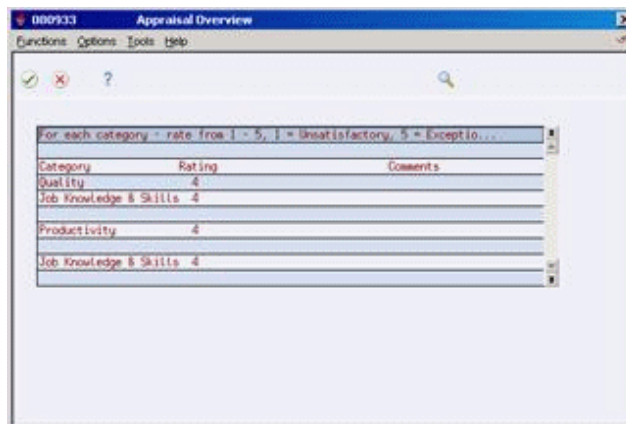 000933 Appraisal Overview
Functions Options Tools Help
?
For each category - rate from 1 - 5, 1 = Unsatisfactory, 5 = Exceptio...
Category Rating Comments
Quality 4
Job Knowledge & Skills 4
Productivity 4
Job Knowledge & Skills 4